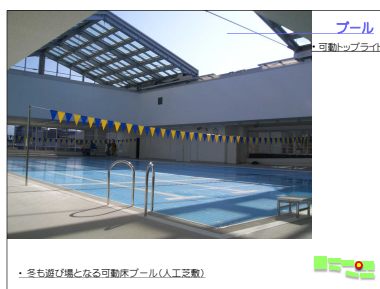 プール
・可動トップライト
・冬も遊び場となる可動床プール(人工芝敷)